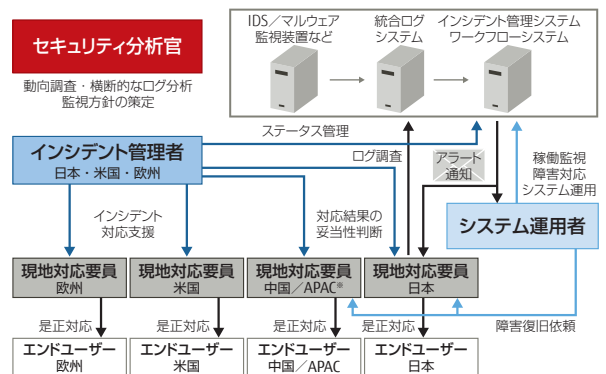 セキュリティ分析官
動向調査・横断的なログ分析
監視方針の策定
IDS／マルウェア
監視装置など
統合ログ
システム
インシデント管理システム
ワークフローシステム
ステータス管理
インシデント管理者
日本・米国・欧州
ログ調査
アラート
通知
稼働監視
障害対応
システム運用
インシデント
対応支援
対応結果の
妥当性判断
システム運用者
現地対応要員
欧州
現地対応要員
米国
現地対応要員
中国／APAC※
現地対応要員
日本
是正対応
是正対応
是正対応
是正対応
障害復旧依頼
エンドユーザー
欧州
エンドユーザー
米国
エンドユーザー
中国／APAC
エンドユーザー
日本